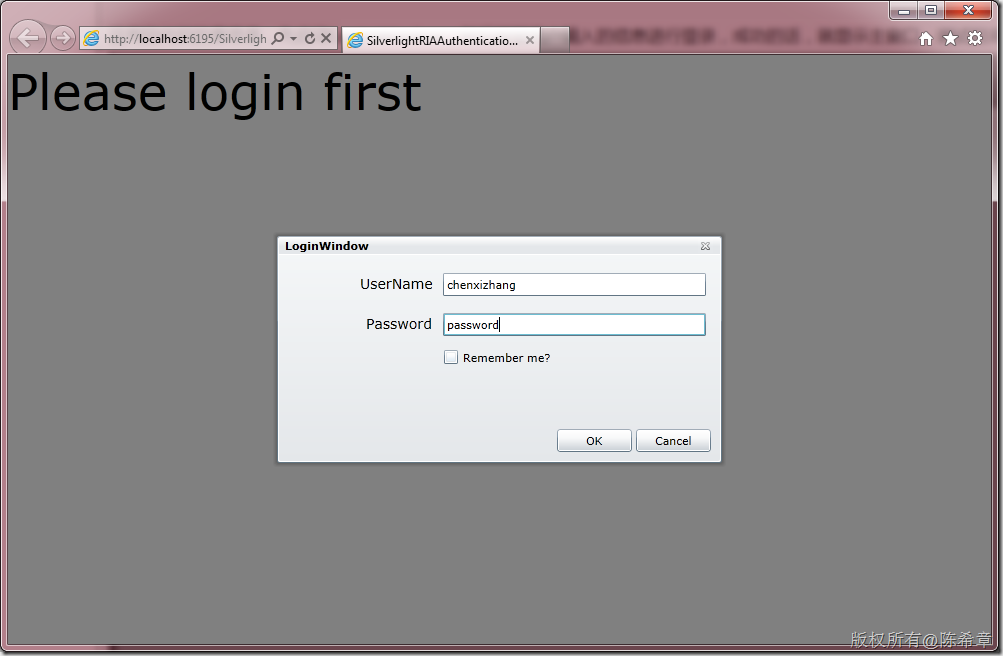 http://localhost:6195/Silverligh
SilverlightRIAAuthenticatio...
Please login first
LoginWindow
UserName
chenxizhang
Password
password
Remember me?
OK
Cancel
版权所有@陈希章